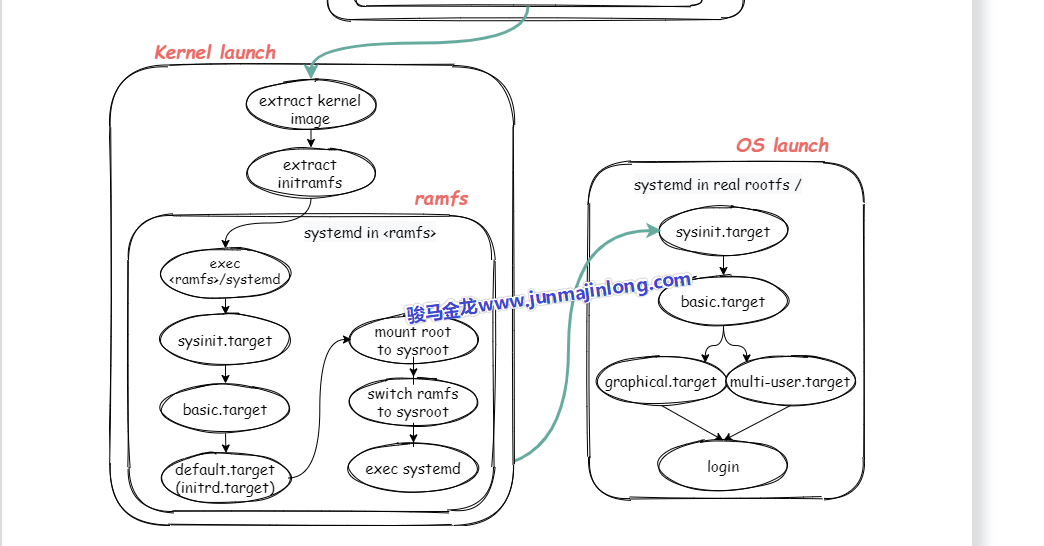 Kernel launch
extract kernel
image
extract
initramfs
ramfs
systemd in <ramfs>
exec
<ramfs>/systemd
sysinit.target
basic.target
default.target
(initrd.target)
mount root
to sysroot
switch ramfs
to sysroot
exec systemd
骏马金龙www.junmajinlong.com
OS launch
systemd in real rootfs /
sysinit.target
basic.target
graphical.target
multi-user.target
login